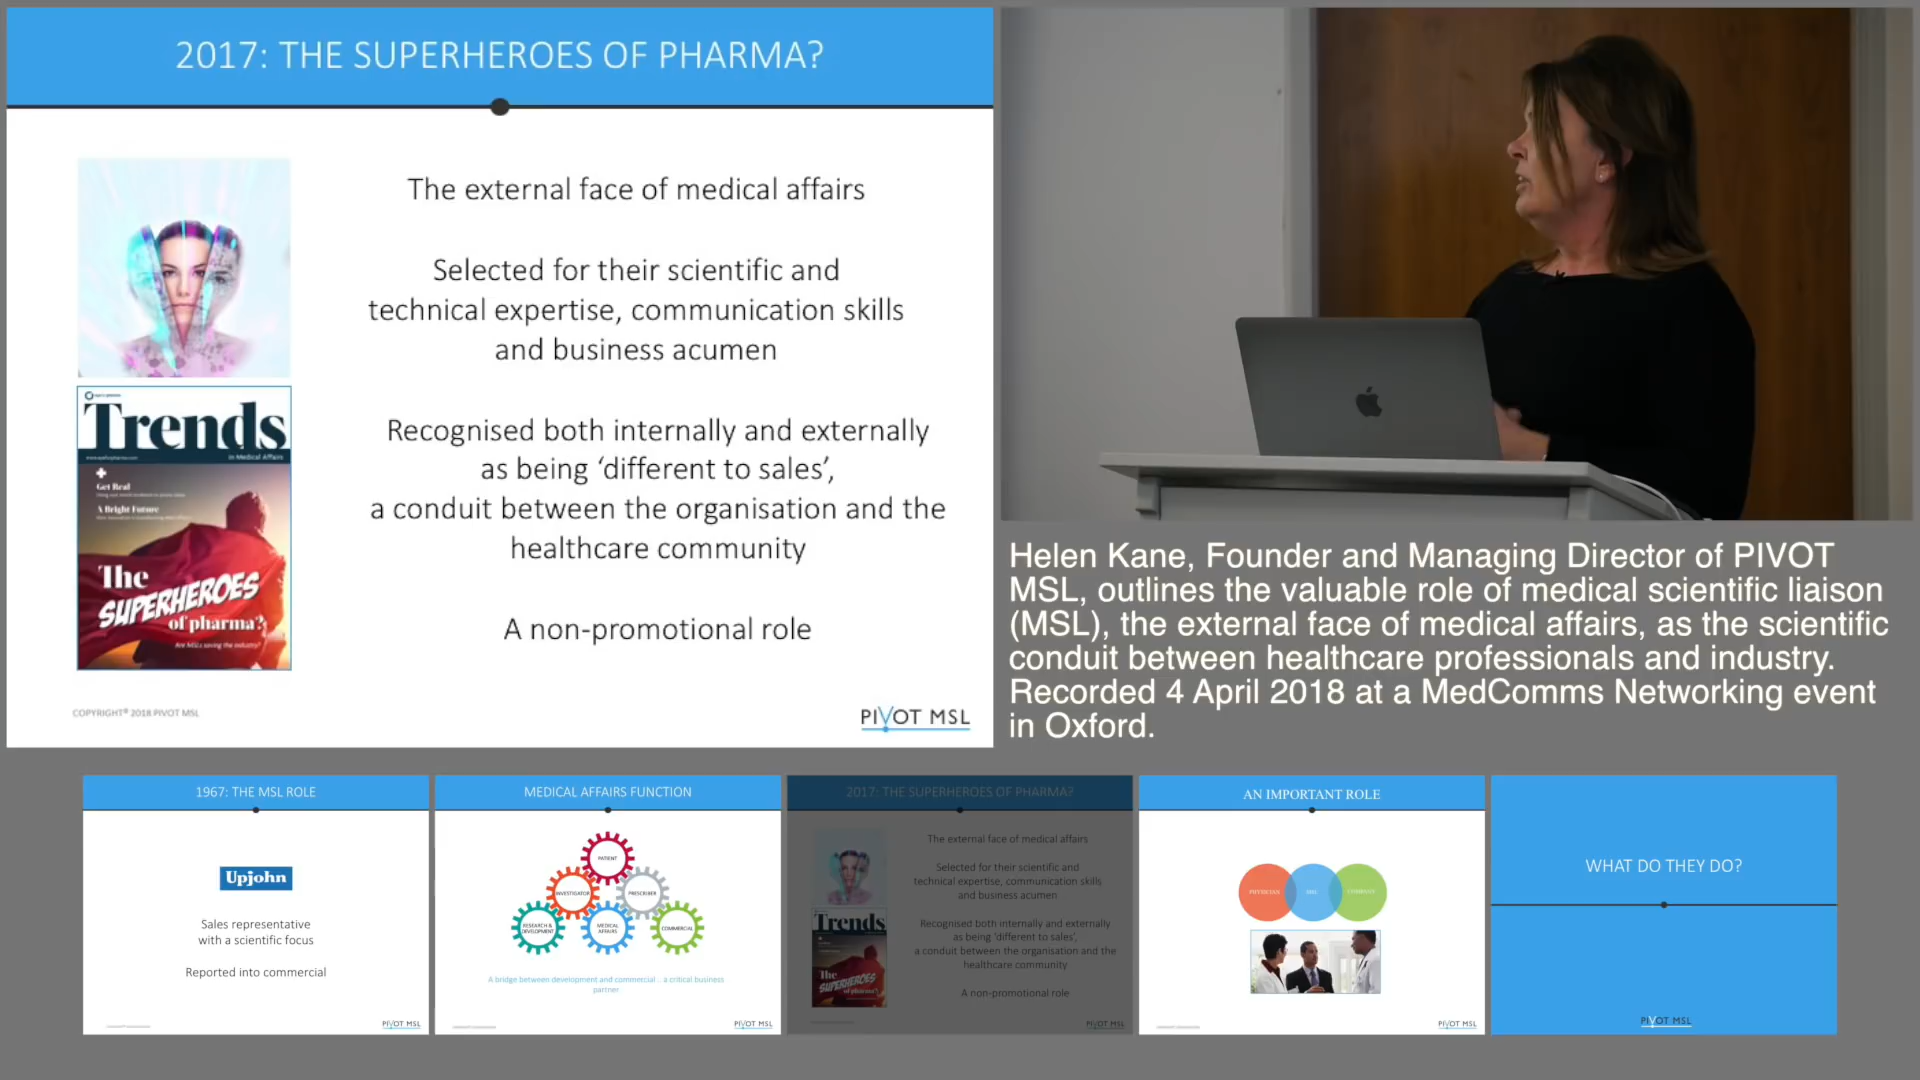 2017: THE SUPERHEROES OF PHARMA?
The external face of medical affairs
Selected for their scientific and
technical expertise, communication skills
and business acumen
Recognised both internally and externally
as being ‘different to sales’,
a conduit between the organisation and the
healthcare community
A non-promotional role
Trends
in Medical Affairs
Get Real
A Bright Future
The
SUPERHEROES
of pharma?
Are MSLs saving the industry?
COPYRIGHT® 2018 PIVOT MSL
PIVOT MSL
Helen Kane, Founder and Managing Director of PIVOT
MSL, outlines the valuable role of medical scientific liaison
(MSL), the external face of medical affairs, as the scientific
conduit between healthcare professionals and industry.
Recorded 4 April 2018 at a MedComms Networking event
in Oxford.
1967: THE MSL ROLE
Upjohn
Sales representative
with a scientific focus
Reported into commercial
PIVOT MSL
MEDICAL AFFAIRS FUNCTION
PATIENT
INVESTIGATOR
PRESCRIBER
RESEARCH &
DEVELOPMENT
MEDICAL
AFFAIRS
COMMERCIAL
A bridge between development and commercial .. a critical business
partner
PIVOT MSL
2017: THE SUPERHEROES OF PHARMA?
The external face of medical affairs
Selected for their scientific and
technical expertise, communication skills
and business acumen
Recognised both internally and externally
as being ‘different to sales’,
a conduit between the organisation and the
healthcare community
A non-promotional role
Trends
The
SUPERHEROES
of pharma?
PIVOT MSL
AN IMPORTANT ROLE
PHYSICIAN
MSL
COMPANY
PIVOT MSL
WHAT DO THEY DO?
PIVOT MSL